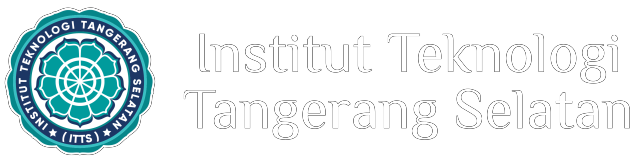 INSTITUT TEKNOLOGI TANGERANG SELATAN
★ (ITTS) ★
Institut Teknologi
Tangerang Selatan